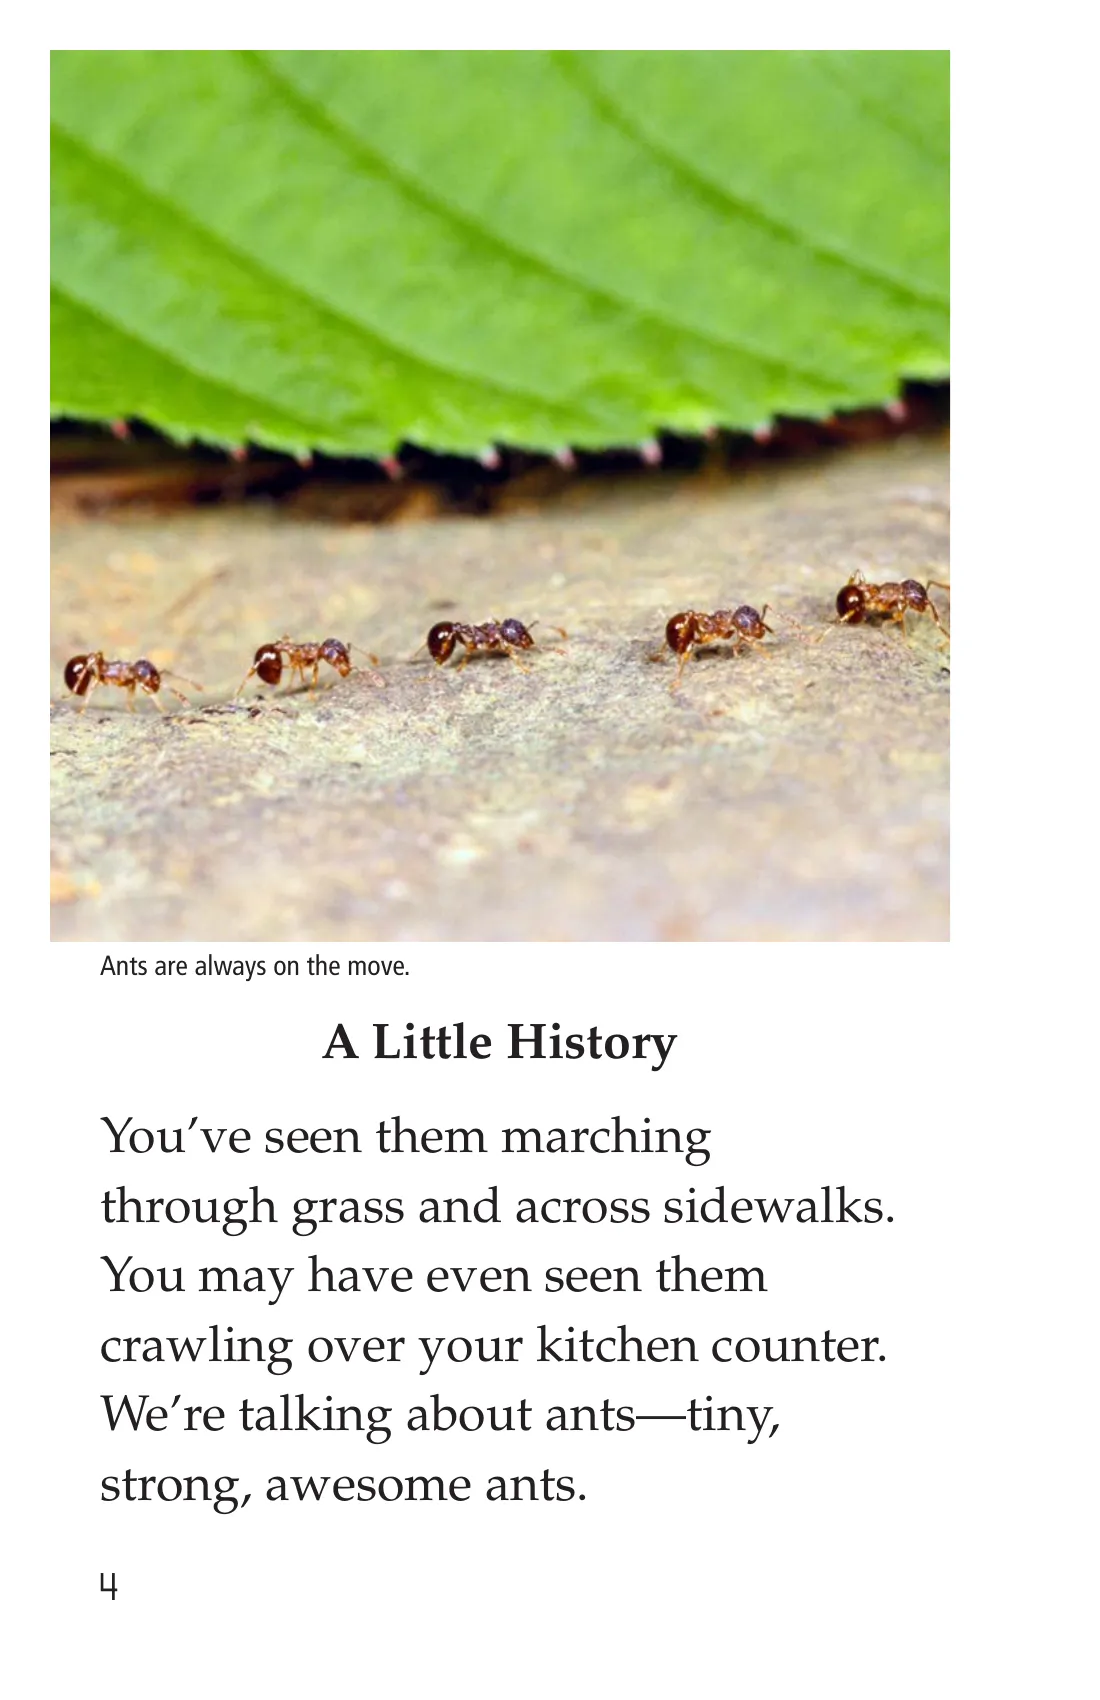 Ants are always on the move.
A Little History
You’ve seen them marching
through grass and across sidewalks.
You may have even seen them
crawling over your kitchen counter.
We’re talking about ants—tiny,
strong, awesome ants.
4